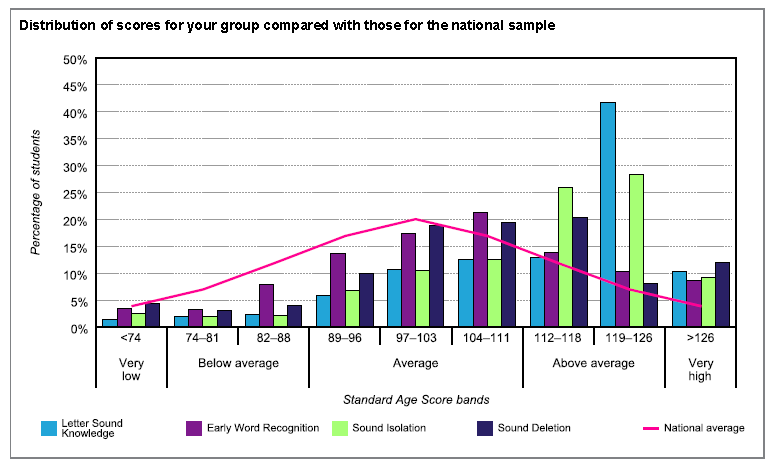 Distribution of scores for your group compared with those for the national sample
50%
45%
40%
35%
30%
25%
20%
15%
10%
5%
0%
Percentage of students
<74 74–81 82–88 89–96 97–103 104–111 112–118 119–126 >126
Very low
Below average
Average
Above average
Very high
Standard Age Score bands
Letter Sound
Knowledge
Early Word Recognition
Sound Isolation
Sound Deletion
National average